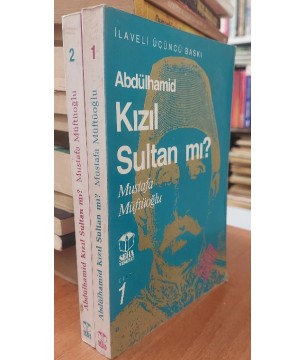 İLAVELİ ÜÇÜNCÜ BASKI
Abdülhamid
Kızıl
Sultan mı?
Mustafa
Müftüoğlu
SEHA
1
2 Abdülhamid Kızıl Sultan mı? Mustafa Müftüoğlu
1 Abdülhamid Kızıl Sultan mı? Mustafa Müftüoğlu